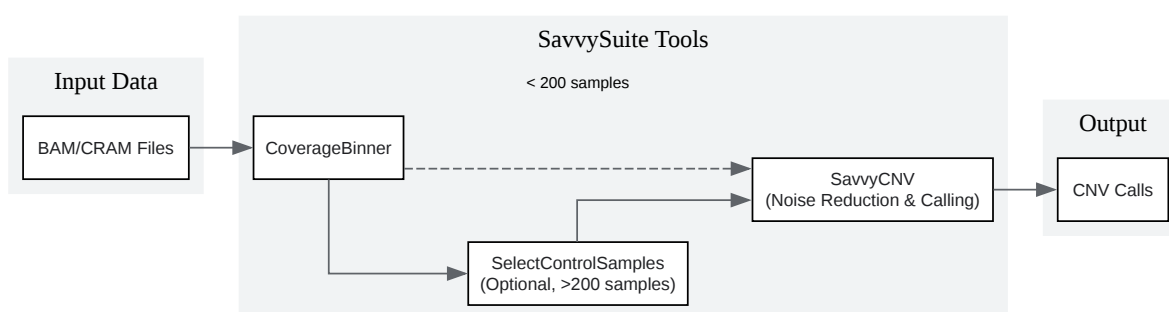 SavvySuite Tools
Input Data
< 200 samples
BAM/CRAM Files
CoverageBinner
SavvyCNV
(Noise Reduction & Calling)
SelectControlSamples
(Optional, >200 samples)
Output
CNV Calls